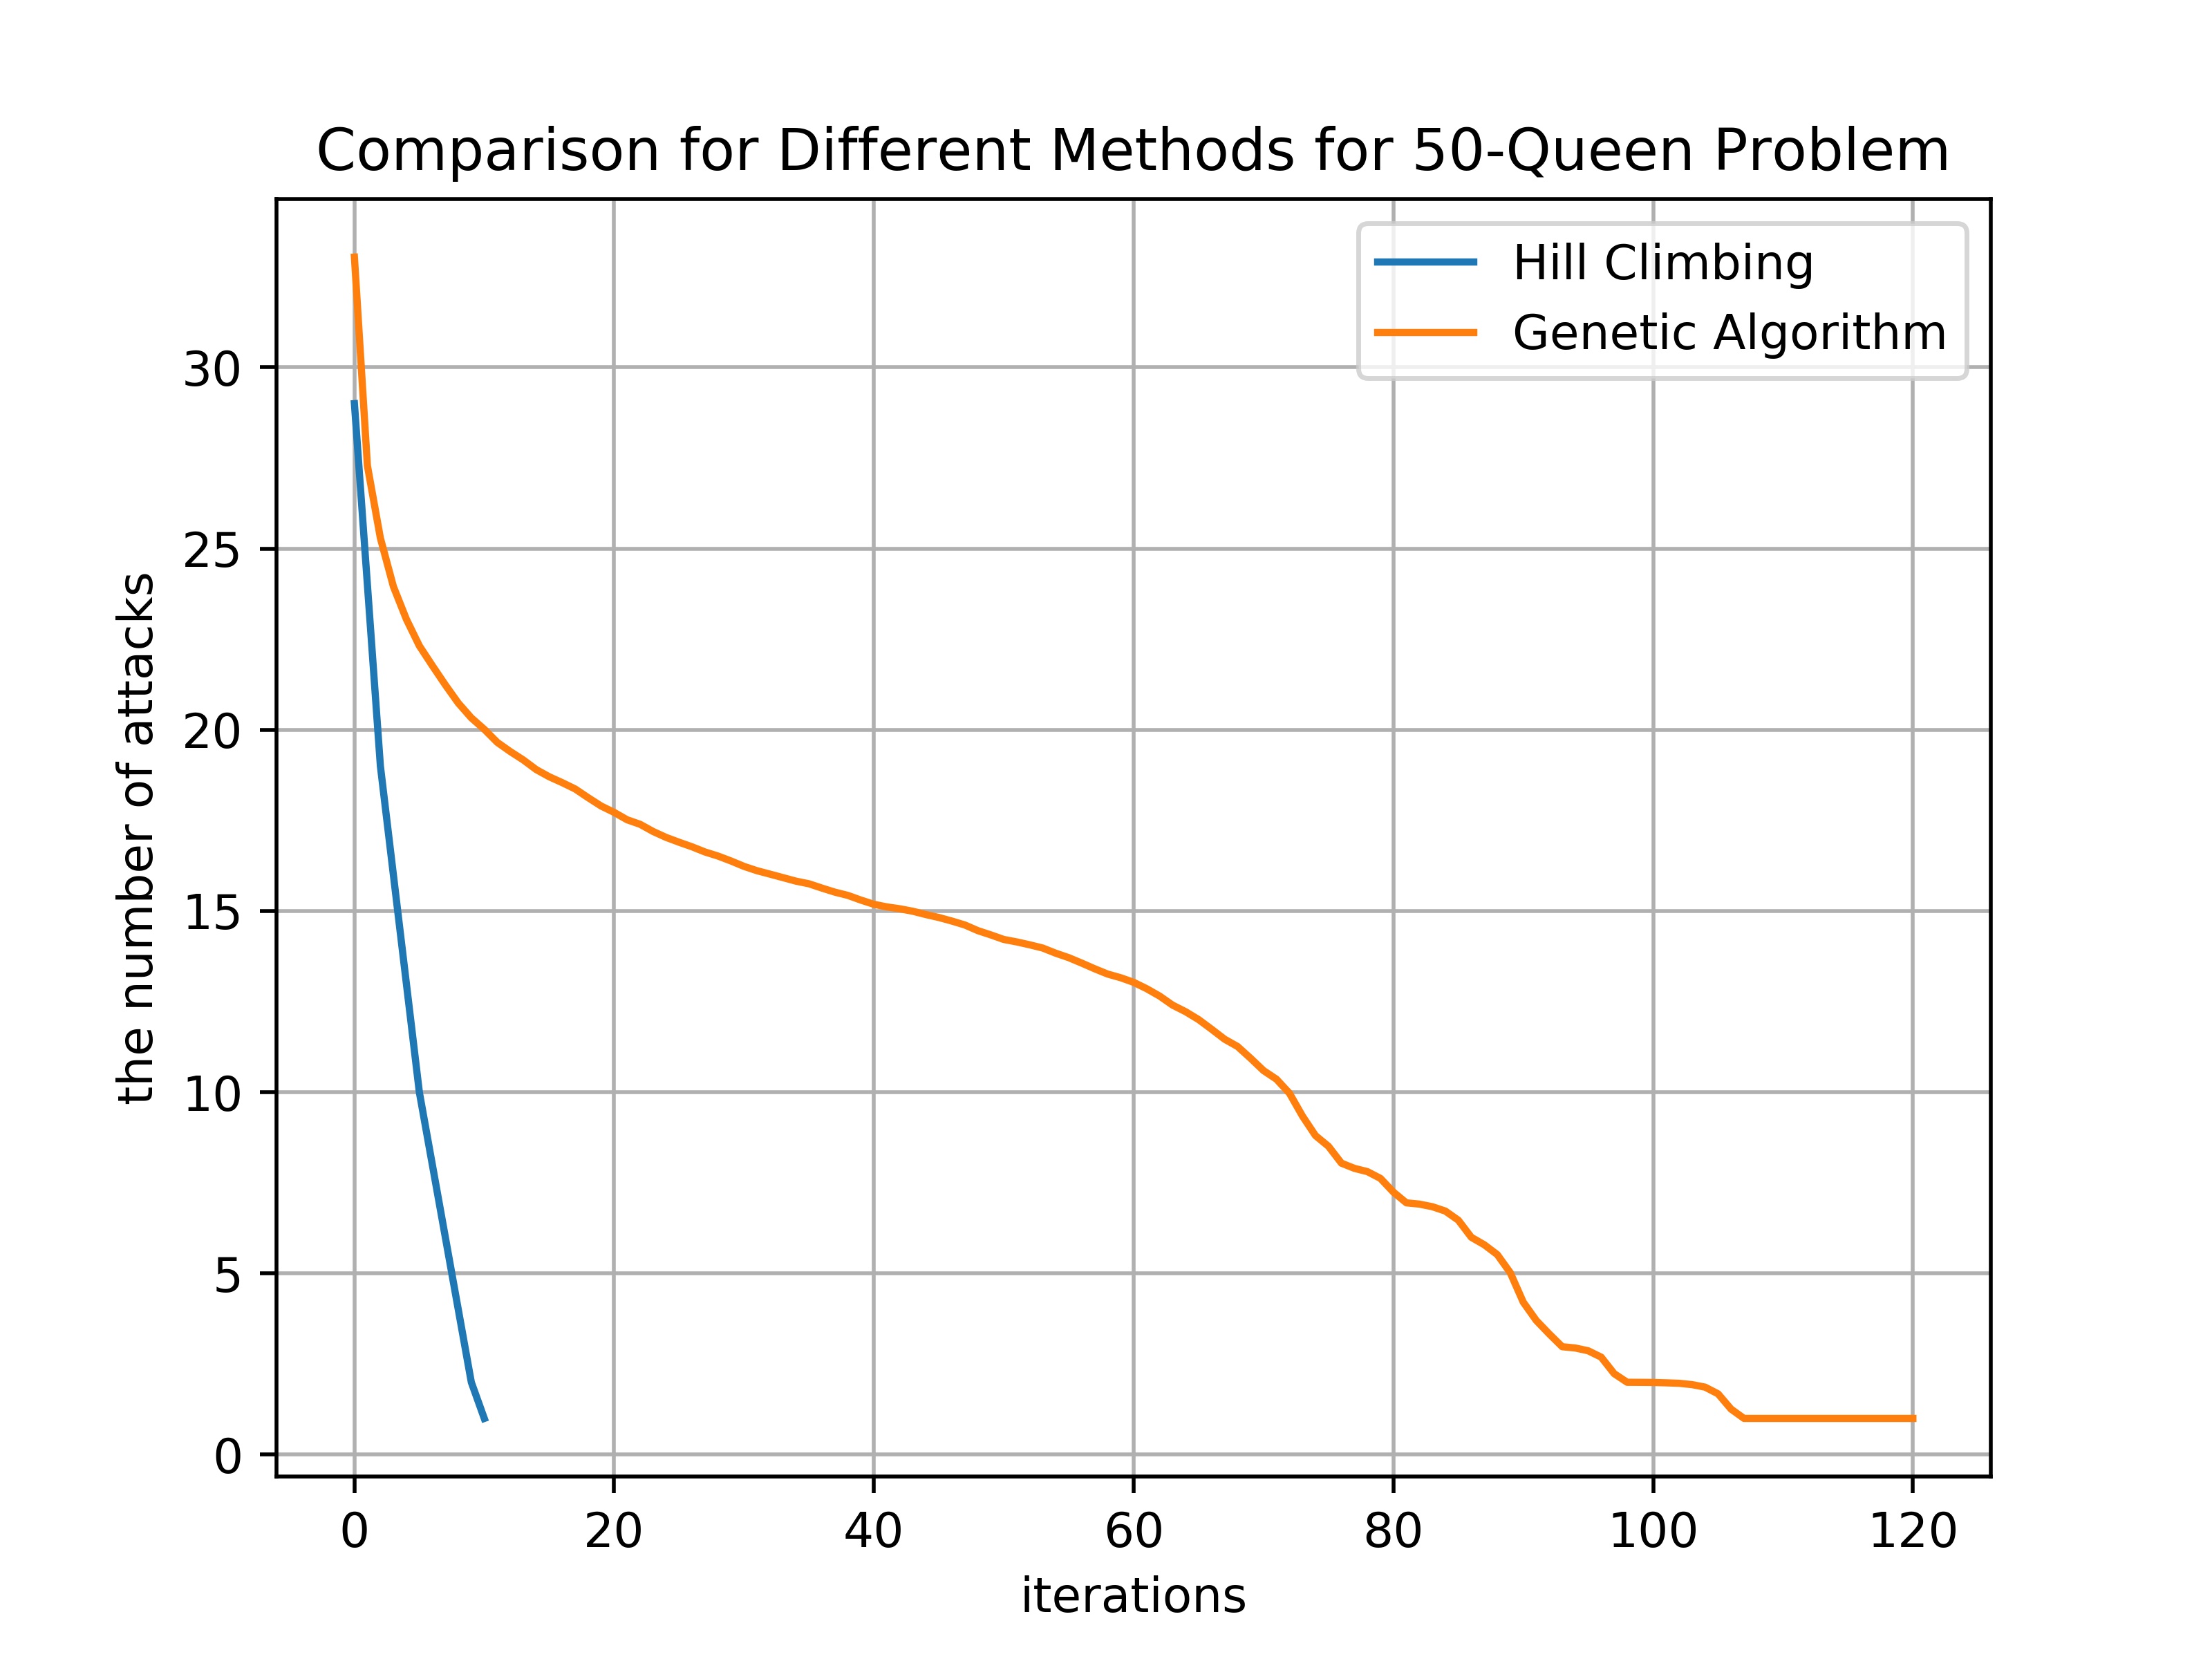 Comparison for Different Methods for 50-Queen Problem
Hill Climbing
Genetic Algorithm
the number of attacks
30
25
20
15
10
5
0
0 20 40 60 80 100 120
iterations